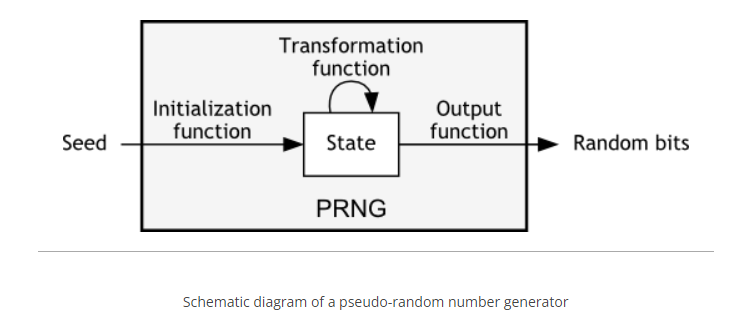 Transformation
function
Initialization
function
Output
function
Seed
State
Random bits
PRNG
Schematic diagram of a pseudo-random number generator